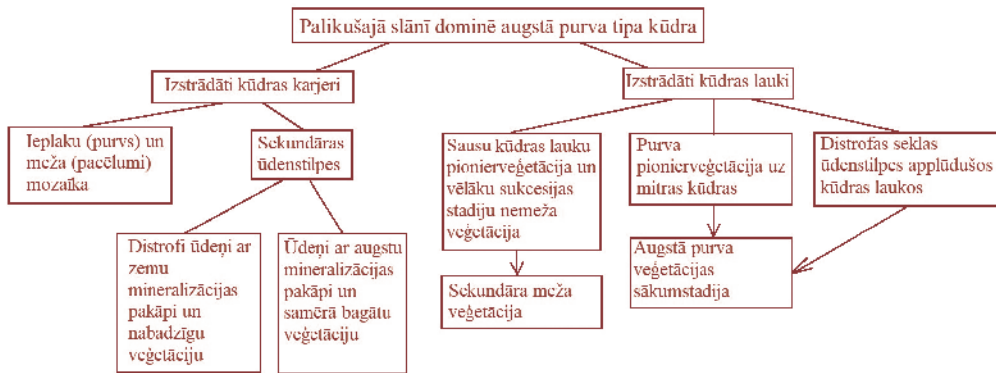 Palikušajā slānī dominē augstā purva tipa kūdra
Izstrādāti kūdras karjeri
Izstrādāti kūdras lauki
Ieplaku (purvs) un
meža (pacēlumi)
mozaīka
Sekundāras
ūdenstilpes
Sausu kūdras lauku
pionierveģetācija un
vēlāku sukcesijas
stadiju nemeža
veģetācija
Purva
pionierveģetācija uz
mitras kūdras
Distrofas seklas
ūdenstilpes applūdušos
kūdras laukos
Distrofi ūdeņi ar
zemu
mineralizācijas
pakāpi un
nabadzīgu
veģetāciju
Ūdeņi ar augstu
mineralizācijas
pakāpi un
samērā bagātu
veģetāciju
Sekundāra meža
veģetācija
Augstā purva
veģetācijas
sākumstadija